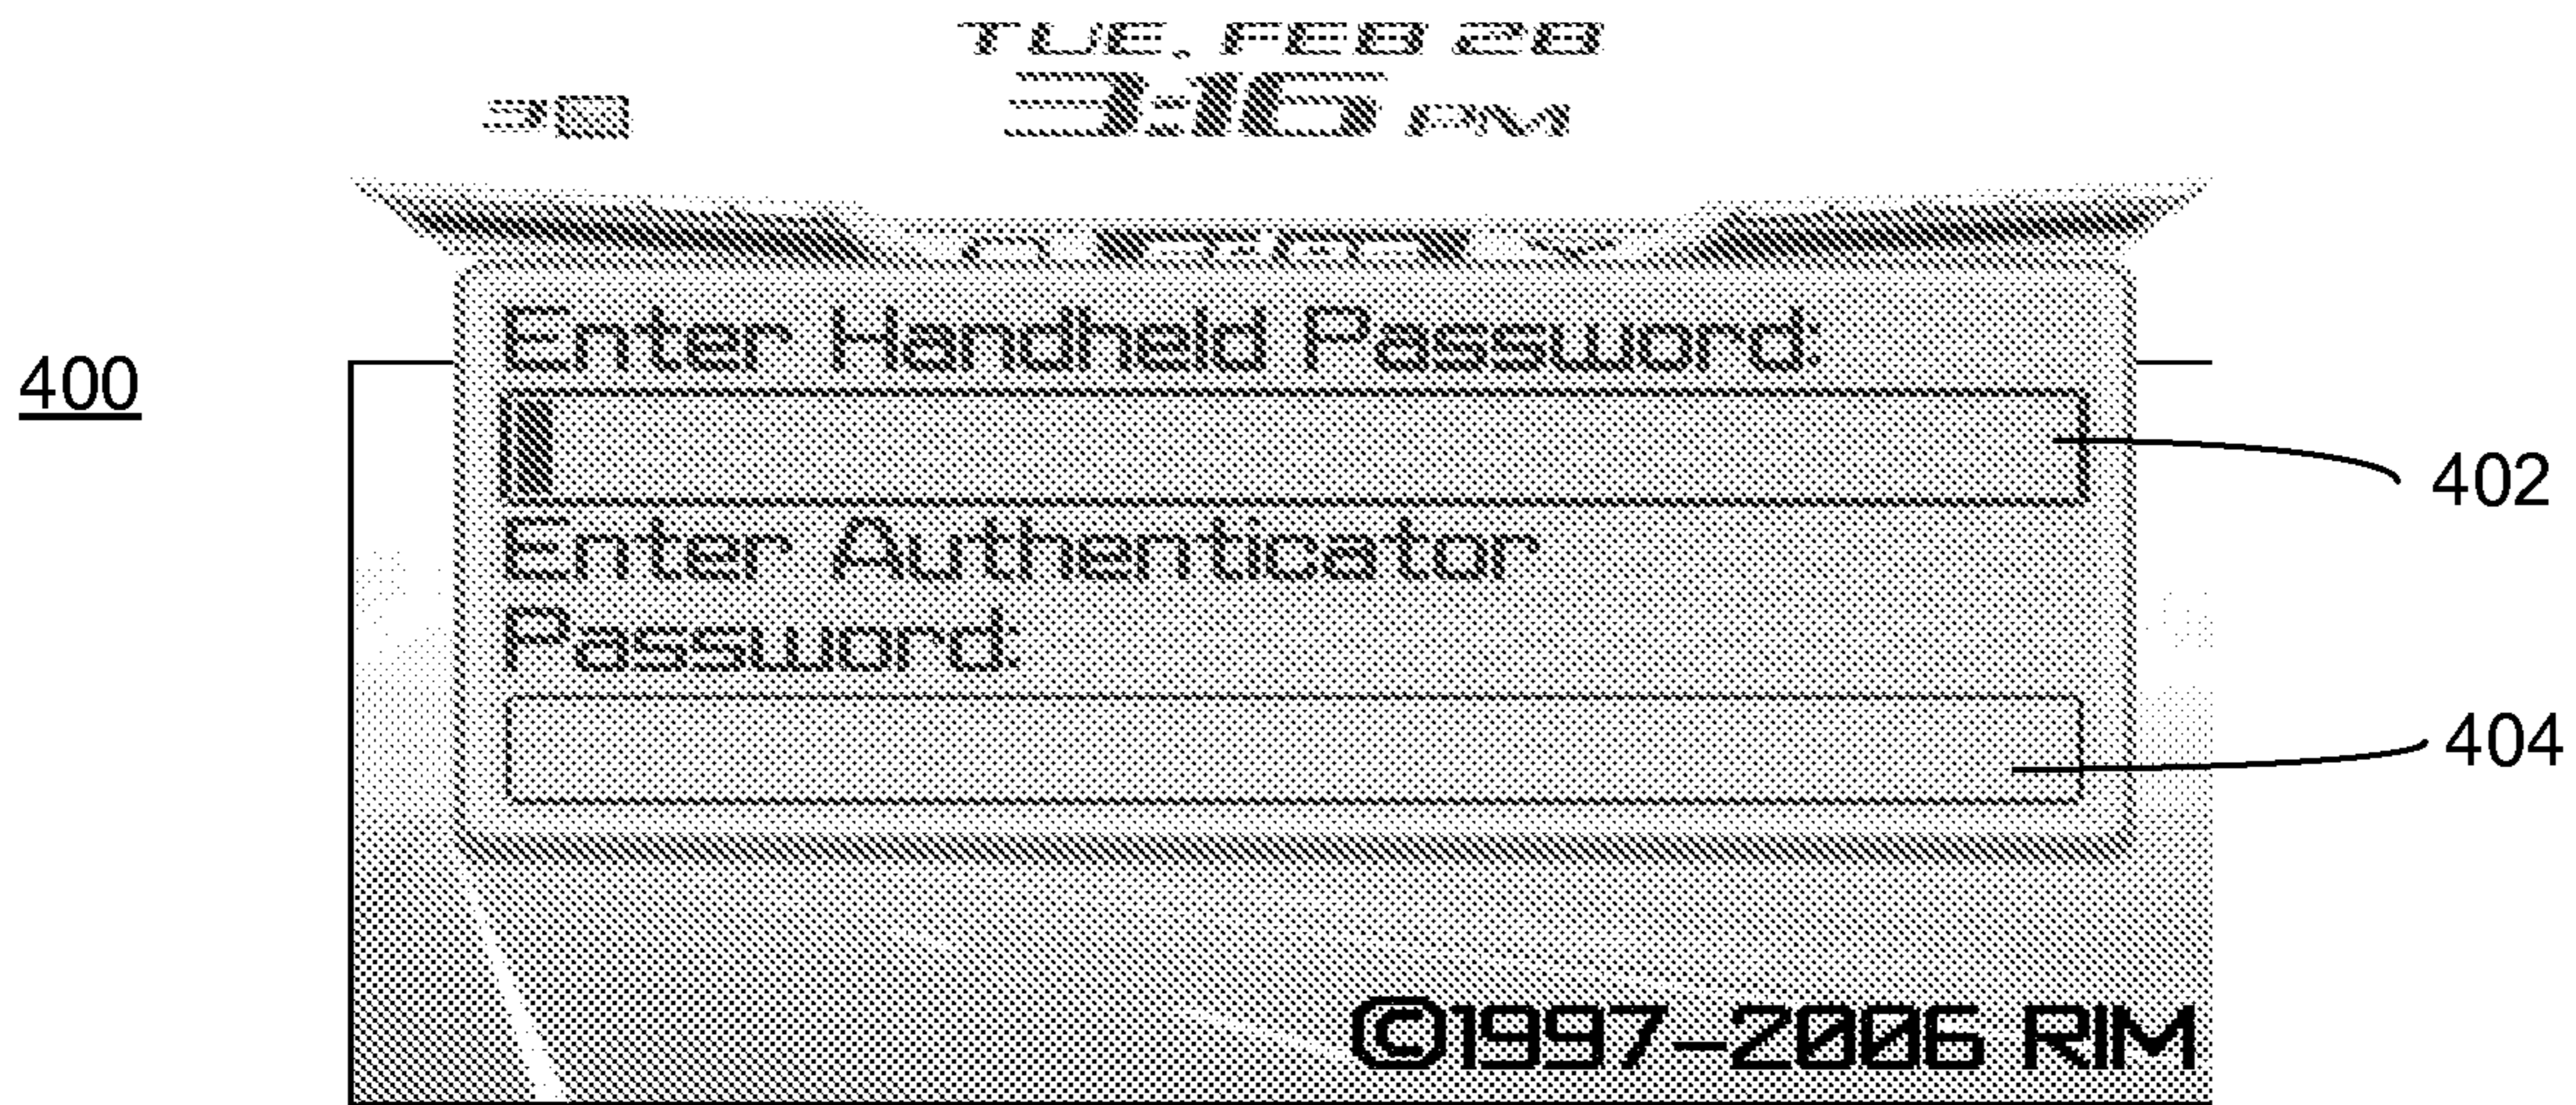 TUE, FEB 28
3:16 PM
Enter Handheld Password:
400
402
Enter Authenticator
Password:
404
©1997-2006 RIM